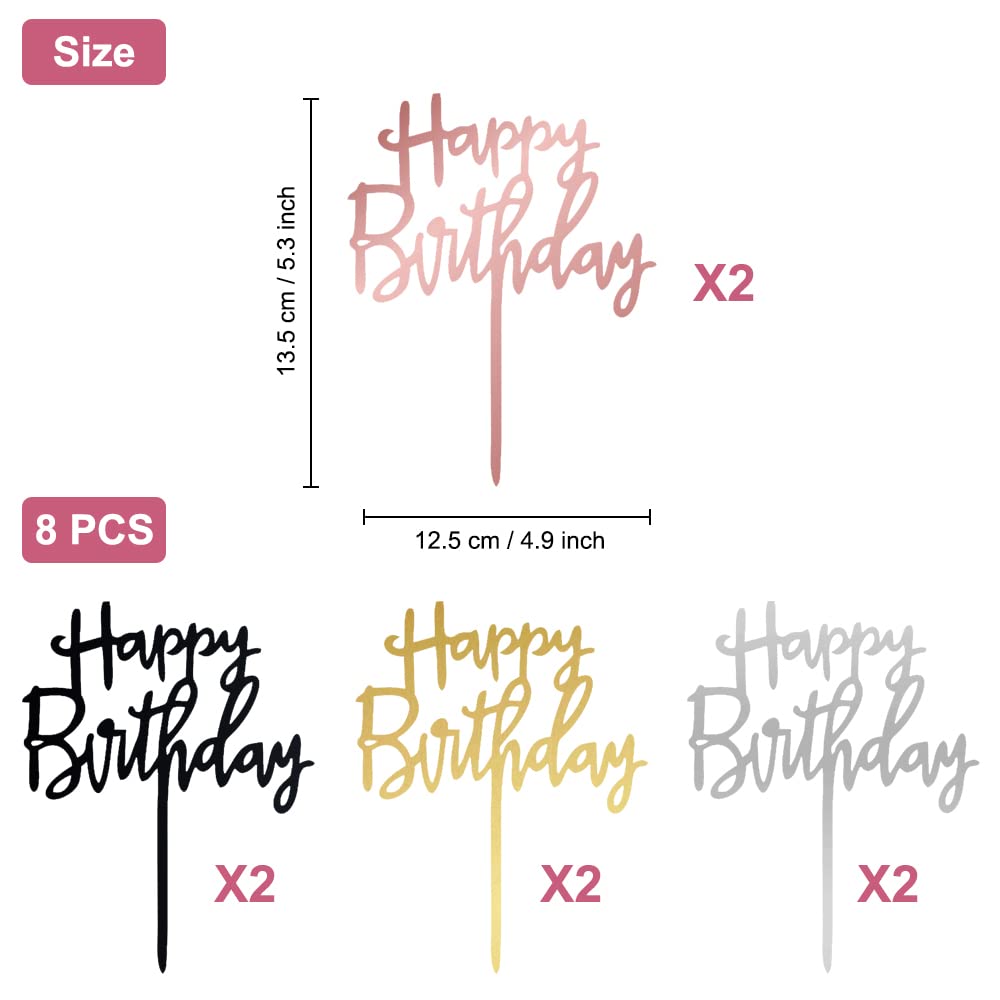 Size
Happy
Birthday
13.5 cm / 5.3 inch
X2
12.5 cm / 4.9 inch
8 PCS
Happy
Birthday
X2
Happy
Birthday
X2
Happy
Birthday
X2